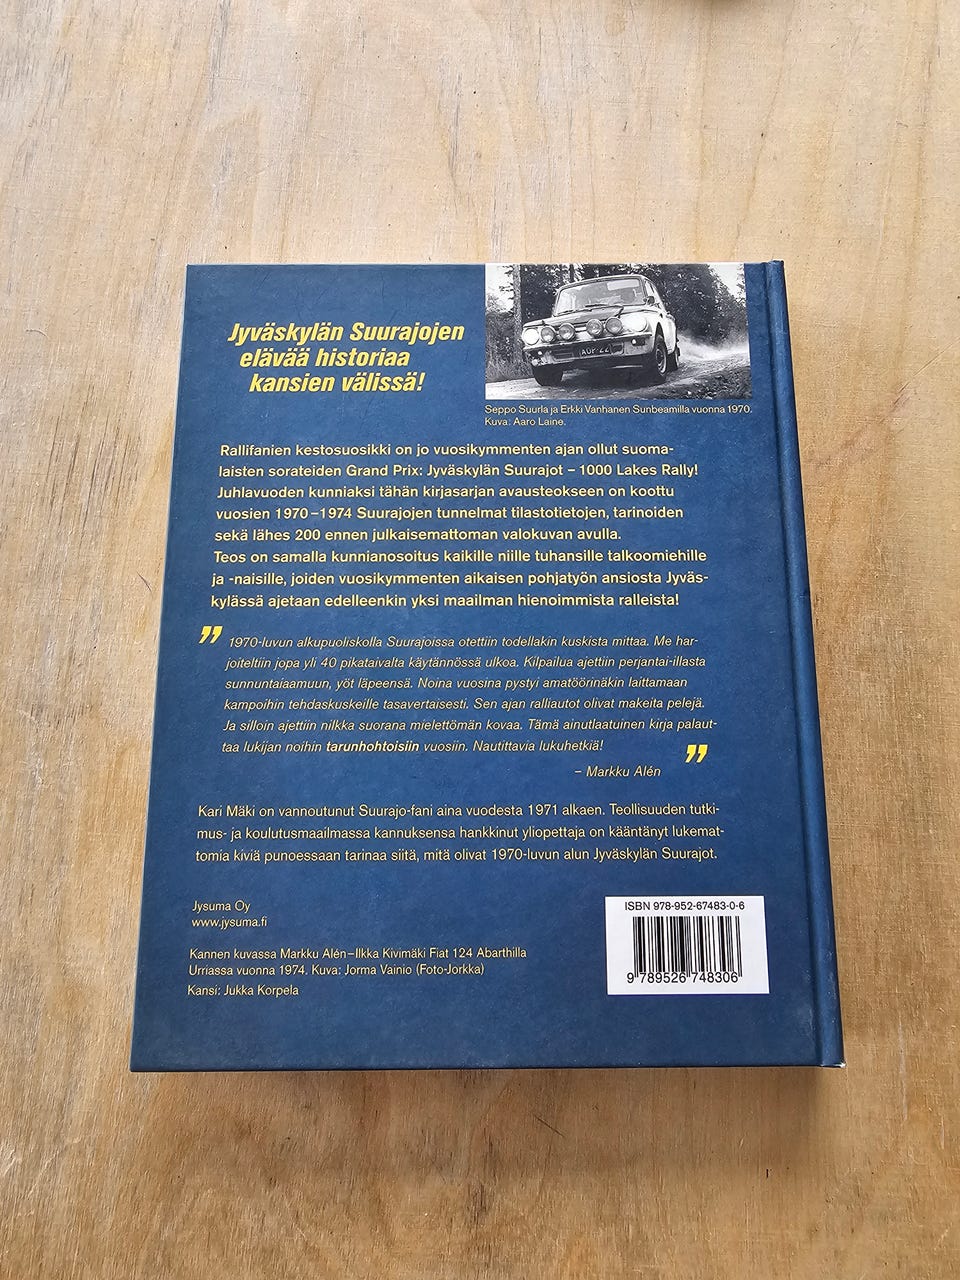 Jyväskylän Suurajojen
elävää historiaa
kansien välissä!
AUP-22
Seppo Suurla ja Erkki Vanhanen Sunbeamilla vuonna 1970.
Kuva: Aaro Laine.
Rallifanien kestosuosikki on jo vuosikymmenten ajan ollut suoma-
laisten sorateiden Grand Prix: Jyväskylän Suurajot – 1000 Lakes Rally!
Juhlavuoden kunniaksi tähän kirjasarjan avausteokseen on koottu
vuosien 1970–1974 Suurajojen tunnelmat tilastotietojen, tarinoiden
sekä lähes 200 ennen julkaisemattoman valokuvan avulla.
Teos on samalla kunnianosoitus kaikille niille tuhansille talkoomiehille
ja -naisille, joiden vuosikymmenten aikaisen pohjatyön ansiosta Jyväs-
kylässä ajetaan edelleenkin yksi maailman hienoimmista ralleista!
” 1970-luvun alkupuoliskolla Suurajoissa otettiin todellakin kuskista mittaa. Me har-
joiteltiin jopa yli 40 pikataivalta käytännössä ulkoa. Kilpailua ajettiin perjantai-illasta
sunnuntaiaamuun, yöt läpeensä. Noina vuosina pystyi amatöörinäkin laittamaan
kampoihin tehdaskuskeille tasavertaisesti. Sen ajan ralliautot olivat makeita pelejä.
Ja silloin ajettiin nilkka suorana mielettömän kovaa. Tämä ainutlaatuinen kirja palaut-
taa lukijan noihin tarunhohtoisiin vuosiin. Nautittavia lukuhetkiä! ”
– Markku Alén
Kari Mäki on vannoutunut Suurajo-fani aina vuodesta 1971 alkaen. Teollisuuden tutki-
mus- ja koulutusmaailmassa kannuksensa hankkinut yliopettaja on kääntänyt lukemat-
tomia kiviä punoessaan tarinaa siitä, mitä olivat 1970-luvun alun Jyväskylän Suurajot.
Jysuma Oy
www.jysuma.fi
Kannen kuvassa Markku Alén–Ilkka Kivimäki Fiat 124 Abarthilla
Urriassa vuonna 1974. Kuva: Jorma Vainio (Foto-Jorkka)
Kansi: Jukka Korpela
ISBN 978-952-67483-0-6
9 789526 748306